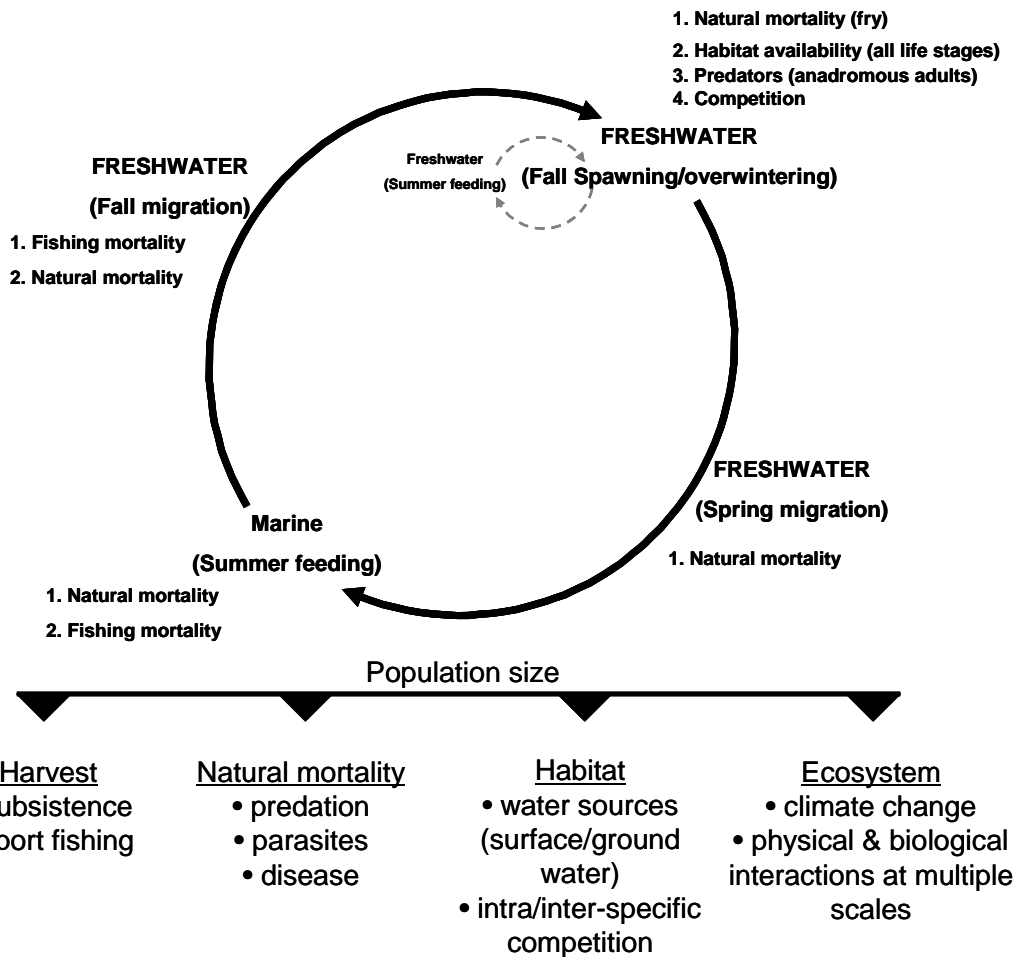 1. Natural mortality (fry)
2. Habitat availability (all life stages)
3. Predators (anadromous adults)
4. Competition
FRESHWATER
(Fall Spawning/overwintering)
Freshwater
(Summer feeding)
FRESHWATER
(Fall migration)
1. Fishing mortality
2. Natural mortality
FRESHWATER
(Spring migration)
1. Natural mortality
Marine
(Summer feeding)
1. Natural mortality
2. Fishing mortality
Population size
Harvest
ubsistence
port fishing
Natural mortality
• predation
• parasites
• disease
Habitat
• water sources
(surface/ground
water)
• intra/inter-specific
competition
Ecosystem
• climate change
• physical & biological
interactions at multiple
scales